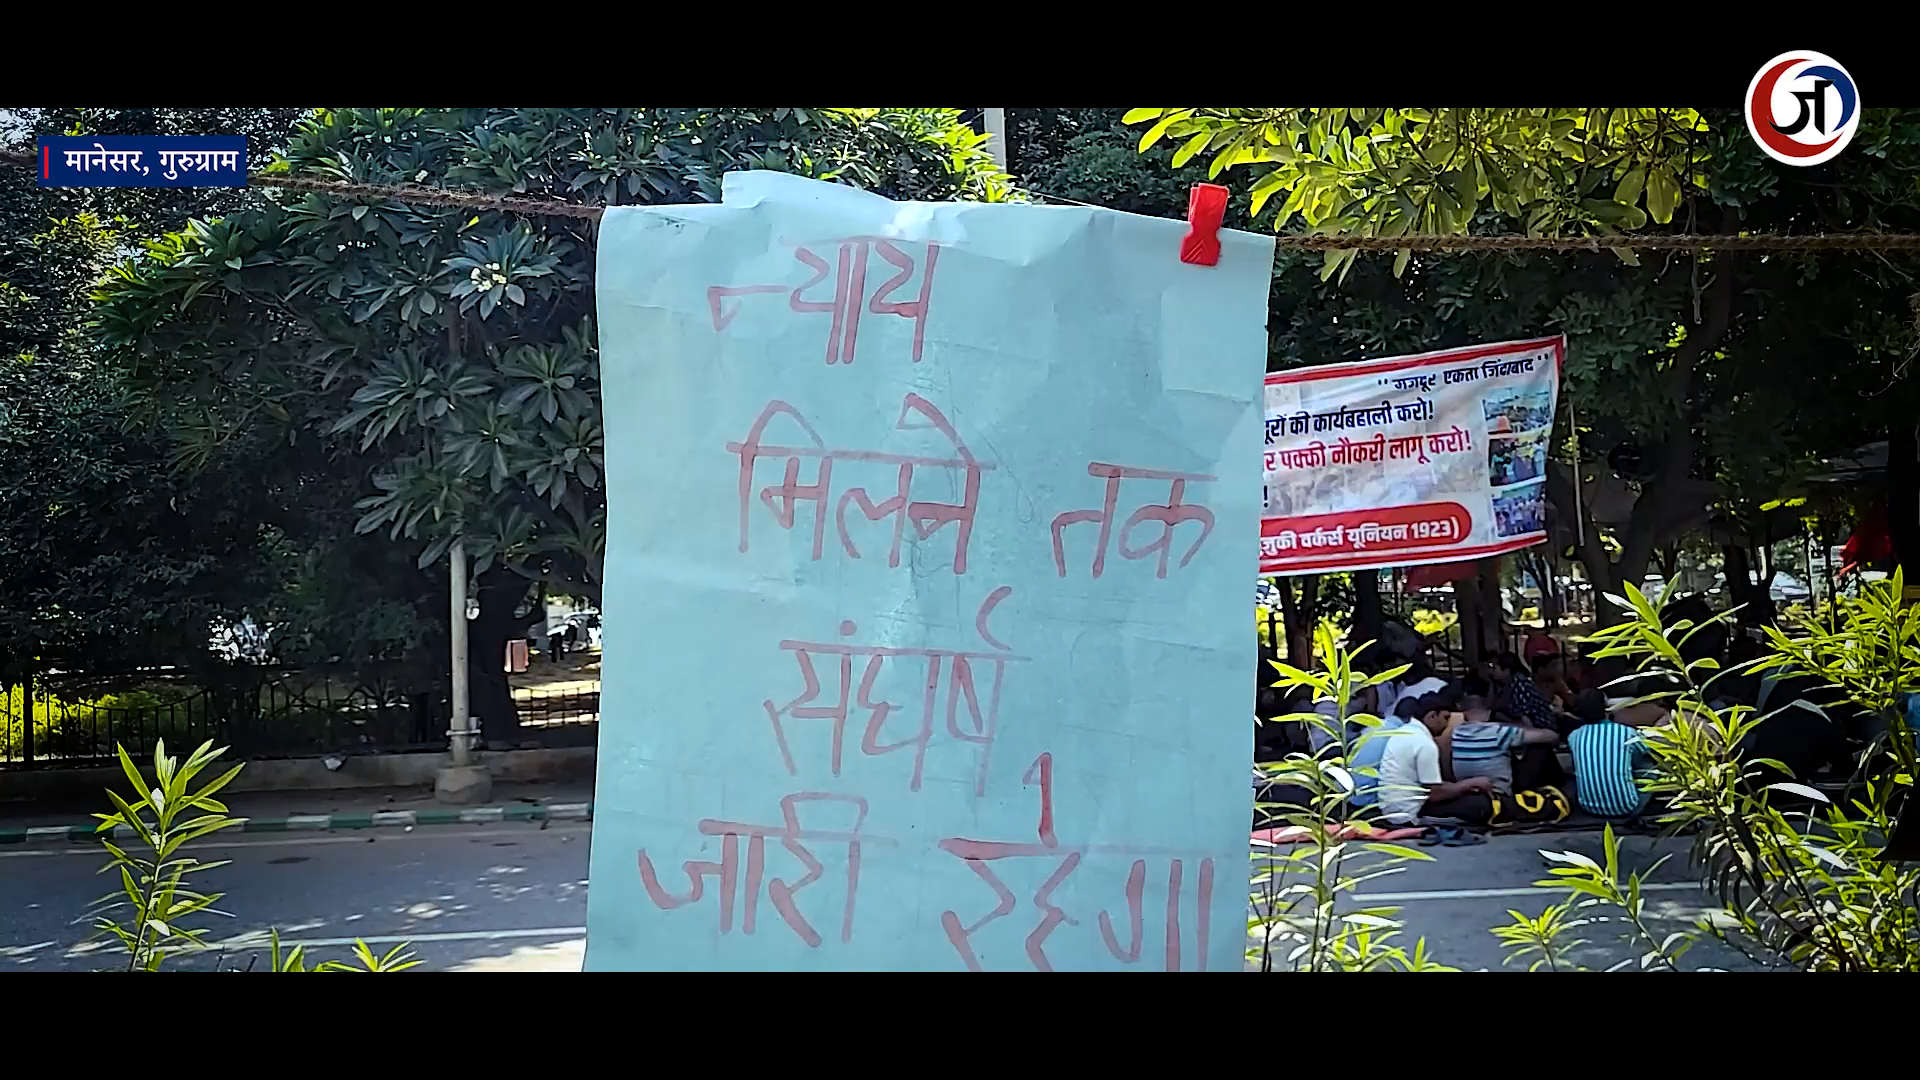 मानेसर, गुरुग्राम
ज
न्याय
मिलने तक
संघर्ष
जारी रहेगा
"मजदूर एकता जिंदाबाद"
की कार्यबहाली करो!
पक्की नौकरी लागू करो!
वर्कर्स यूनियन 1923)